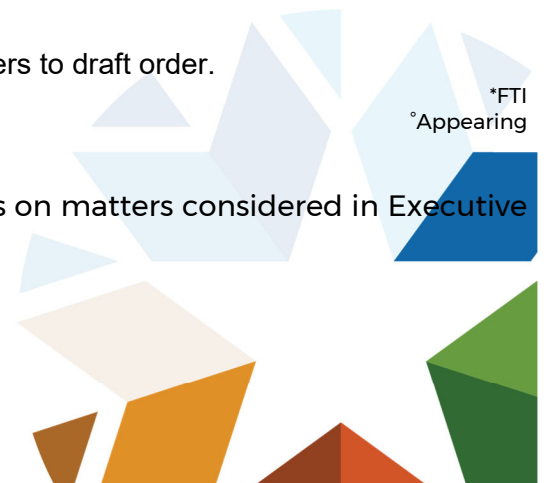 ers to draft order.
*FTI
°Appearing
s on matters considered in Executive